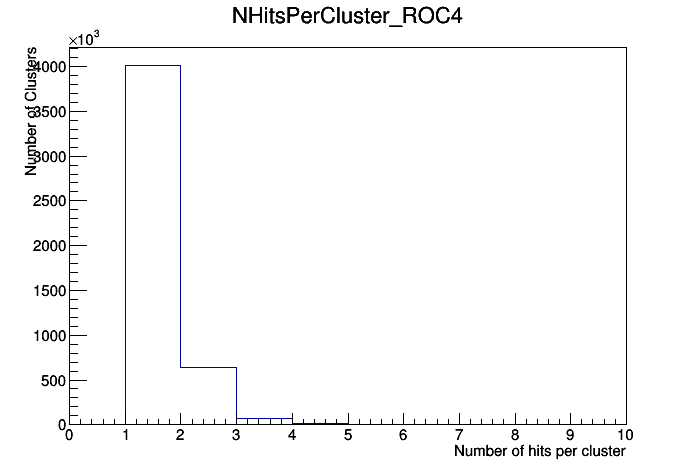 NHitsPerCluster_ROC4
×10³
Number of Clusters
4000
3500
3000
2500
2000
1500
1000
500
0
0 1 2 3 4 5 6 7 8 9 10
Number of hits per cluster